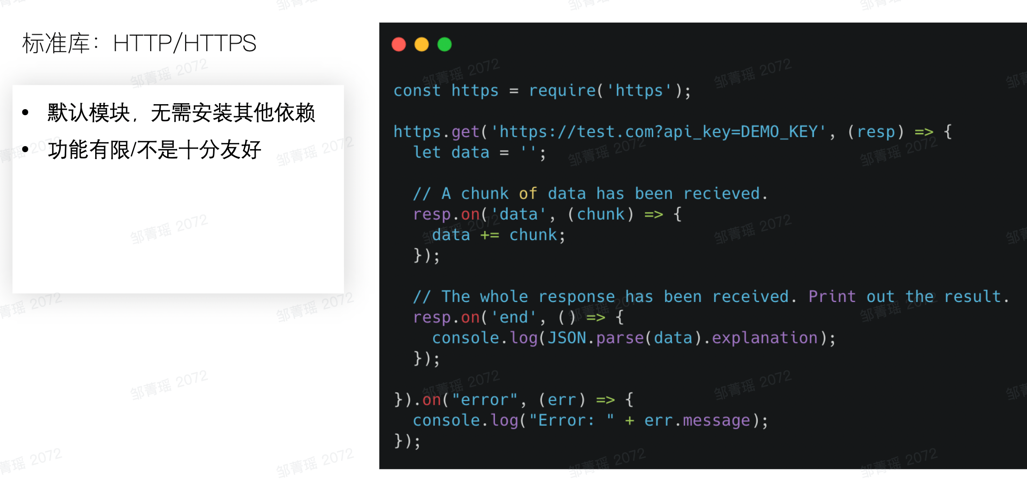 标准库：HTTP/HTTPS
• 默认模块，无需安装其他依赖
• 功能有限/不是十分友好
const https = require('https');
https.get('https://test.com?api_key=DEMO_KEY', (resp) => {
let data = '';
// A chunk of data has been recieved.
resp.on('data', (chunk) => {
data += chunk;
});
// The whole response has been received. Print out the result.
resp.on('end', () => {
console.log(JSON.parse(data).explanation);
});
}).on("error", (err) => {
console.log("Error: " + err.message);
});
邹菁瑶 2072